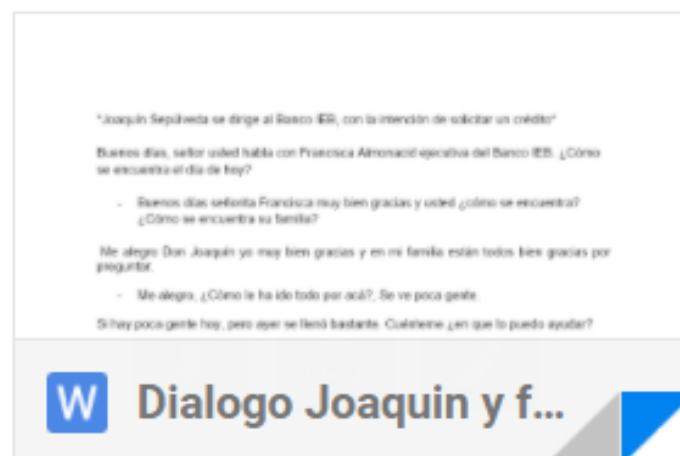 *Joaquín Sepúlveda se dirige al Banco IEB, con la intención de solicitar un crédito*
Buenos días, señor usted habla con Francisca Almonacid ejecutiva del Banco IEB. ¿Cómo
se encuentra el día de hoy?
- Buenos días señorita Francisca muy bien gracias y usted ¿cómo se encuentra?
¿Cómo se encuentra su familia?
Me alegro Don Joaquín yo muy bien gracias y en mi familia están todos bien gracias por
preguntar.
- Me alegro, ¿Cómo le ha ido todo por acá?, Se ve poca gente.
Si hay poca gente hoy, pero ayer se llenó bastante. Cuénteme ¿en que lo puedo ayudar?
W Dialogo Joaquin y f...